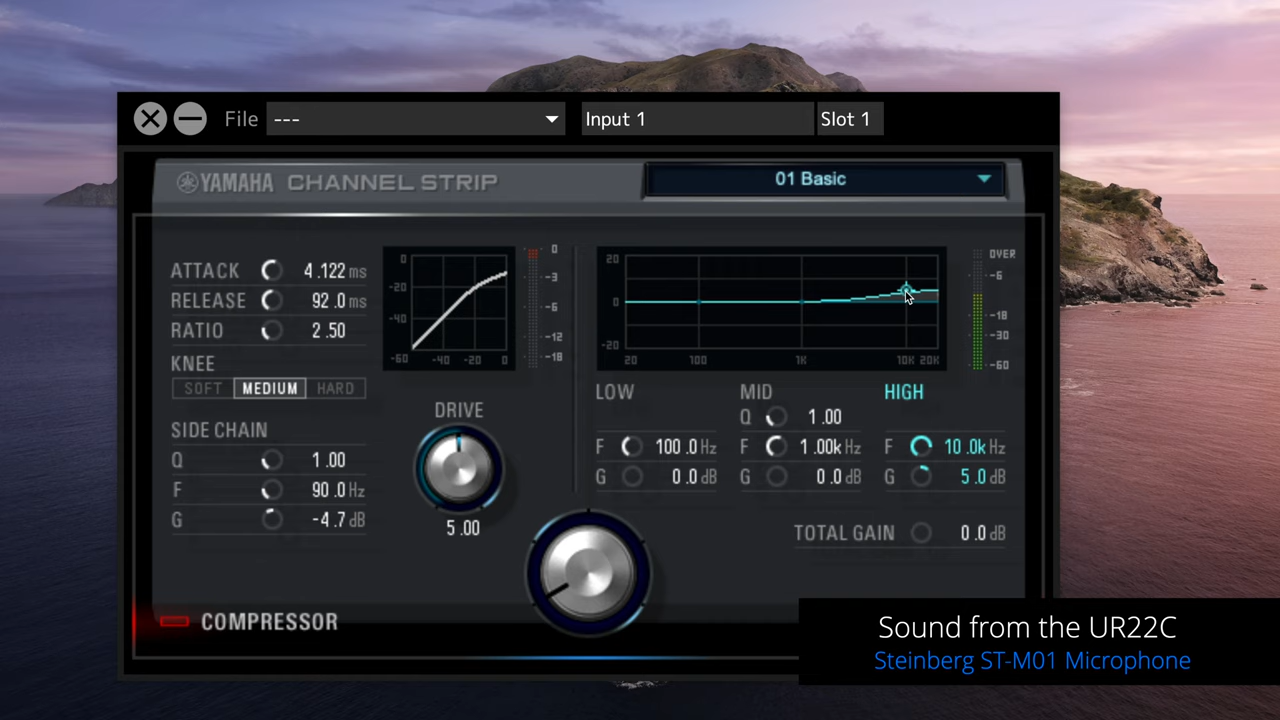 File --- Input 1 Slot 1
YAMAHA CHANNEL STRIP 01 Basic
ATTACK 4.122 ms
RELEASE 92.0 ms
RATIO 2.50
KNEE
SOFT MEDIUM HARD
SIDE CHAIN
Q 1.00
F 90.0 Hz
G -4.7 dB
0
-20
-40
-60 -40 -20 0
0
-3
-6
-12
-18
DRIVE
5.00
20
0
-20
20 100 1K 10K 20K
OVER
-6
-18
-30
-60
LOW MID HIGH
Q 1.00
F 100.0 Hz F 1.00k Hz F 10.0k Hz
G 0.0 dB G 0.0 dB G 5.0 dB
TOTAL GAIN 0.0 dB
COMPRESSOR
Sound from the UR22C
Steinberg ST-M01 Microphone